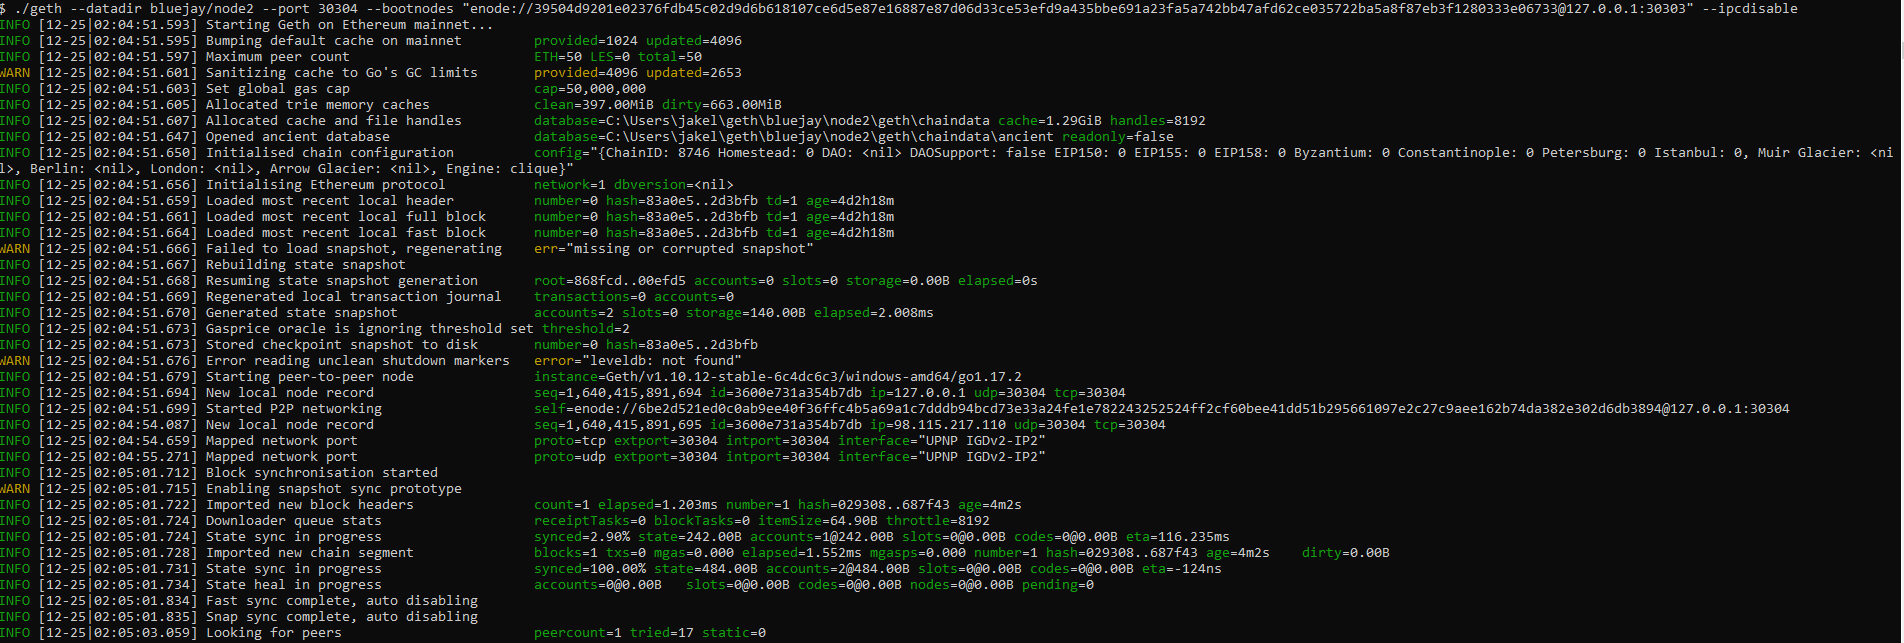 $ ./geth --datadir bluejay/node2 --port 30304 --bootnodes "enode://39504d9201e02376fdb45c02d9d6b618107ce6d5e87e16887e87d06d33ce53efd9a435bbe691a23fa5a742bb47afd62ce035722ba5a8f87eb3f1280333e06733@127.0.0.1:30303" --ipcdisable
INFO [12-25|02:04:51.593] Starting Geth on Ethereum mainnet...
INFO [12-25|02:04:51.595] Bumping default cache on mainnet         provided=1024 updated=4096
INFO [12-25|02:04:51.597] Maximum peer count                       ETH=50 LES=0 total=50
WARN [12-25|02:04:51.601] Sanitizing cache to Go's GC limits       provided=4096 updated=2653
INFO [12-25|02:04:51.603] Set global gas cap                       cap=50,000,000
INFO [12-25|02:04:51.605] Allocated trie memory caches             clean=397.00MiB dirty=663.00MiB
INFO [12-25|02:04:51.607] Allocated cache and file handles         database=C:\Users\jakel\geth\bluejay\node2\geth\chaindata cache=1.29GiB handles=8192
INFO [12-25|02:04:51.647] Opened ancient database                  database=C:\Users\jakel\geth\bluejay\node2\geth\chaindata\ancient readonly=false
INFO [12-25|02:04:51.650] Initialised chain configuration          config="{ChainID: 8746 Homestead: 0 DAO: <nil> DAOSupport: false EIP150: 0 EIP155: 0 EIP158: 0 Byzantium: 0 Constantinople: 0 Petersburg: 0 Istanbul: 0, Muir Glacier: <ni
l>, Berlin: <nil>, London: <nil>, Arrow Glacier: <nil>, Engine: clique}"
INFO [12-25|02:04:51.656] Initialising Ethereum protocol           network=1 dbversion=<nil>
INFO [12-25|02:04:51.659] Loaded most recent local header          number=0 hash=83a0e5..2d3bfb td=1 age=4d2h18m
INFO [12-25|02:04:51.661] Loaded most recent local full block      number=0 hash=83a0e5..2d3bfb td=1 age=4d2h18m
INFO [12-25|02:04:51.664] Loaded most recent local fast block      number=0 hash=83a0e5..2d3bfb td=1 age=4d2h18m
WARN [12-25|02:04:51.666] Failed to load snapshot, regenerating    err="missing or corrupted snapshot"
INFO [12-25|02:04:51.667] Rebuilding state snapshot
INFO [12-25|02:04:51.668] Resuming state snapshot generation       root=868fcd..00efd5 accounts=0 slots=0 storage=0.00B elapsed=0s
INFO [12-25|02:04:51.669] Regenerated local transaction journal    transactions=0 accounts=0
INFO [12-25|02:04:51.670] Generated state snapshot                 accounts=2 slots=0 storage=140.00B elapsed=2.008ms
INFO [12-25|02:04:51.673] Gasprice oracle is ignoring threshold set threshold=2
INFO [12-25|02:04:51.673] Stored checkpoint snapshot to disk       number=0 hash=83a0e5..2d3bfb
WARN [12-25|02:04:51.676] Error reading unclean shutdown markers   error="leveldb: not found"
INFO [12-25|02:04:51.679] Starting peer-to-peer node               instance=Geth/v1.10.12-stable-6c4dc6c3/windows-amd64/go1.17.2
INFO [12-25|02:04:51.694] New local node record                    seq=1,640,415,891,694 id=3600e731a354b7db ip=127.0.0.1 udp=30304 tcp=30304
INFO [12-25|02:04:51.699] Started P2P networking                   self=enode://6be2d521ed0c0ab9ee40f36ffc4b5a69a1c7dddb94bcd73e33a24fe1e782243252524ff2cf60bee41dd51b295661097e2c27c9aee162b74da382e302d6db3894@127.0.0.1:30304
INFO [12-25|02:04:54.087] New local node record                    seq=1,640,415,891,695 id=3600e731a354b7db ip=98.115.217.110 udp=30304 tcp=30304
INFO [12-25|02:04:54.659] Mapped network port                      proto=tcp extport=30304 intport=30304 interface="UPNP IGDv2-IP2"
INFO [12-25|02:04:55.271] Mapped network port                      proto=udp extport=30304 intport=30304 interface="UPNP IGDv2-IP2"
INFO [12-25|02:05:01.712] Block synchronisation started
WARN [12-25|02:05:01.715] Enabling snapshot sync prototype
INFO [12-25|02:05:01.722] Imported new block headers               count=1 elapsed=1.203ms number=1 hash=029308..687f43 age=4m2s
INFO [12-25|02:05:01.724] Downloader queue stats                   receiptTasks=0 blockTasks=0 itemSize=64.90B throttle=8192
INFO [12-25|02:05:01.724] State sync in progress                   synced=2.90% state=242.00B accounts=1@242.00B slots=0@0.00B codes=0@0.00B eta=116.235ms
INFO [12-25|02:05:01.728] Imported new chain segment               blocks=1 txs=0 mgas=0.000 elapsed=1.552ms mgasps=0.000 number=1 hash=029308..687f43 age=4m2s    dirty=0.00B
INFO [12-25|02:05:01.731] State sync in progress                   synced=100.00% state=484.00B accounts=2@484.00B slots=0@0.00B codes=0@0.00B eta=-124ns
INFO [12-25|02:05:01.734] State heal in progress                   accounts=0@0.00B   slots=0@0.00B codes=0@0.00B nodes=0@0.00B pending=0
INFO [12-25|02:05:01.834] Fast sync complete, auto disabling
INFO [12-25|02:05:01.835] Snap sync complete, auto disabling
INFO [12-25|02:05:03.059] Looking for peers                        peercount=1 tried=17 static=0